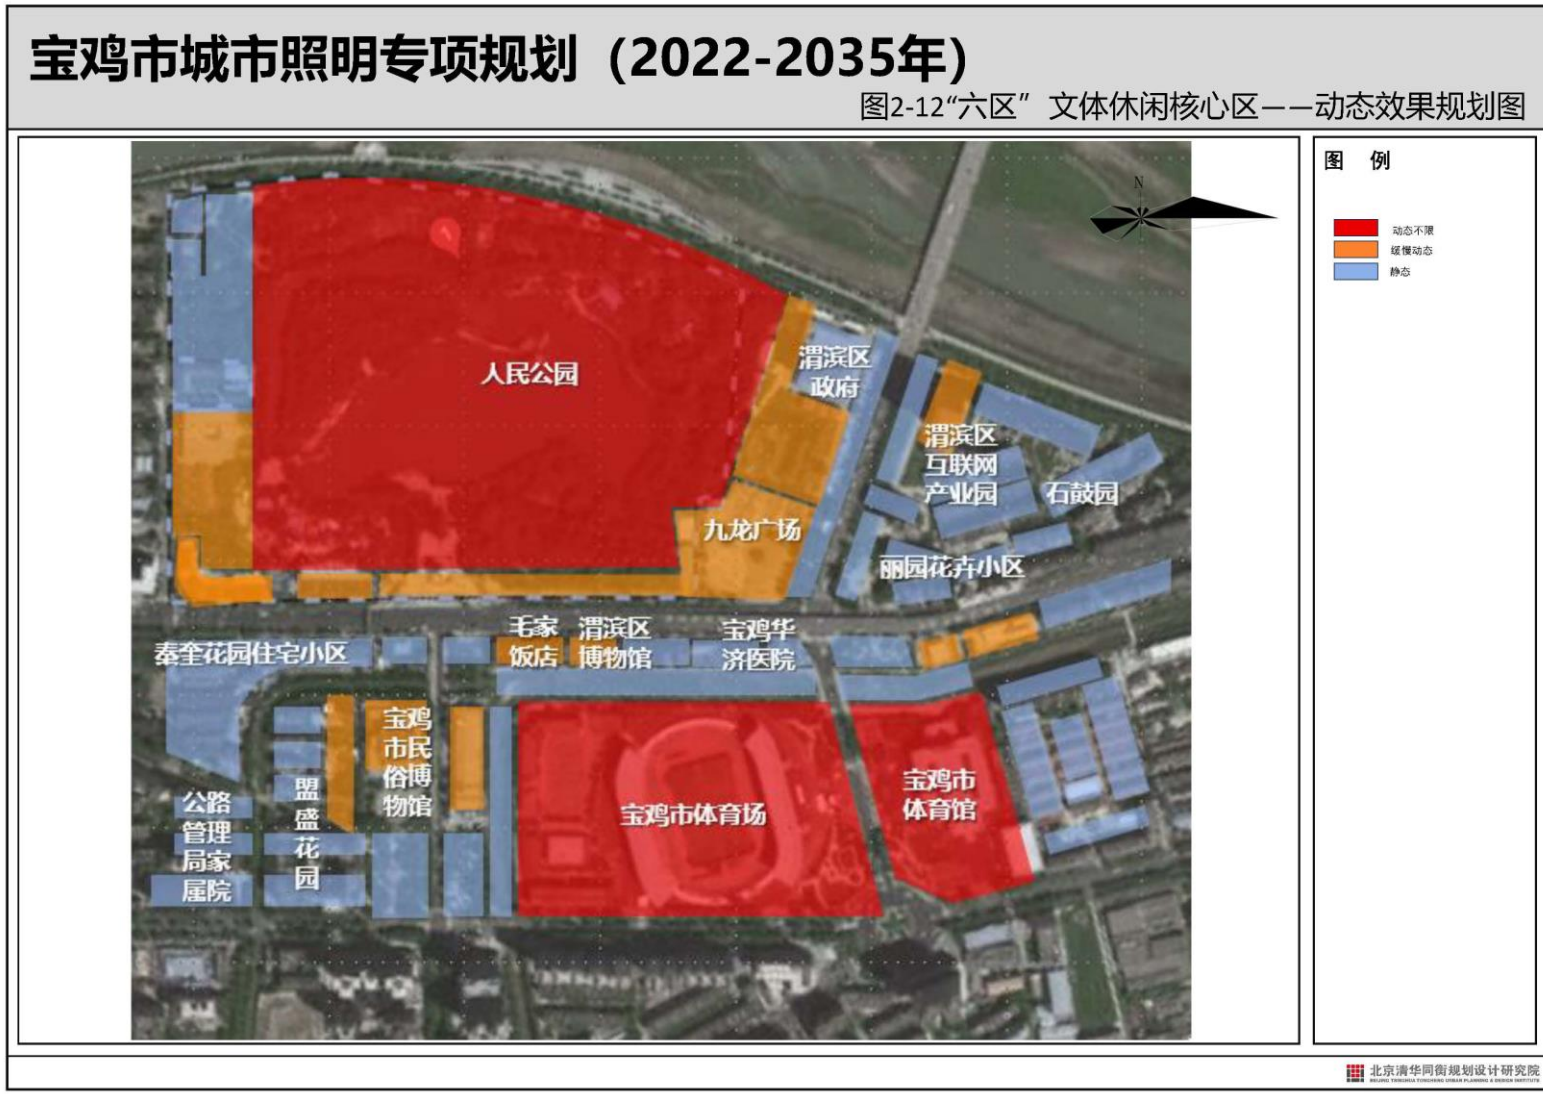 宝鸡市城市照明专项规划（2022-2035年）
图2-12“六区”文体休闲核心区——动态效果规划图
图 例
动态不限
缓慢动态
静态
N
人民公园
渭滨区
政府
渭滨区
互联网
产业园
石鼓园
九龙广场
丽园花卉小区
毛家
饭店
渭滨区
博物馆
宝鸡华
济医院
秦奎花园住宅小区
宝鸡
市民
俗博
物馆
盟
盛
花
园
公路
管理
局家
属院
宝鸡市体育场
宝鸡市
体育馆
北京清华同衡规划设计研究院
BEIJING TSINGHUA TONGHENG URBAN PLANNING & DESIGN INSTITUTE